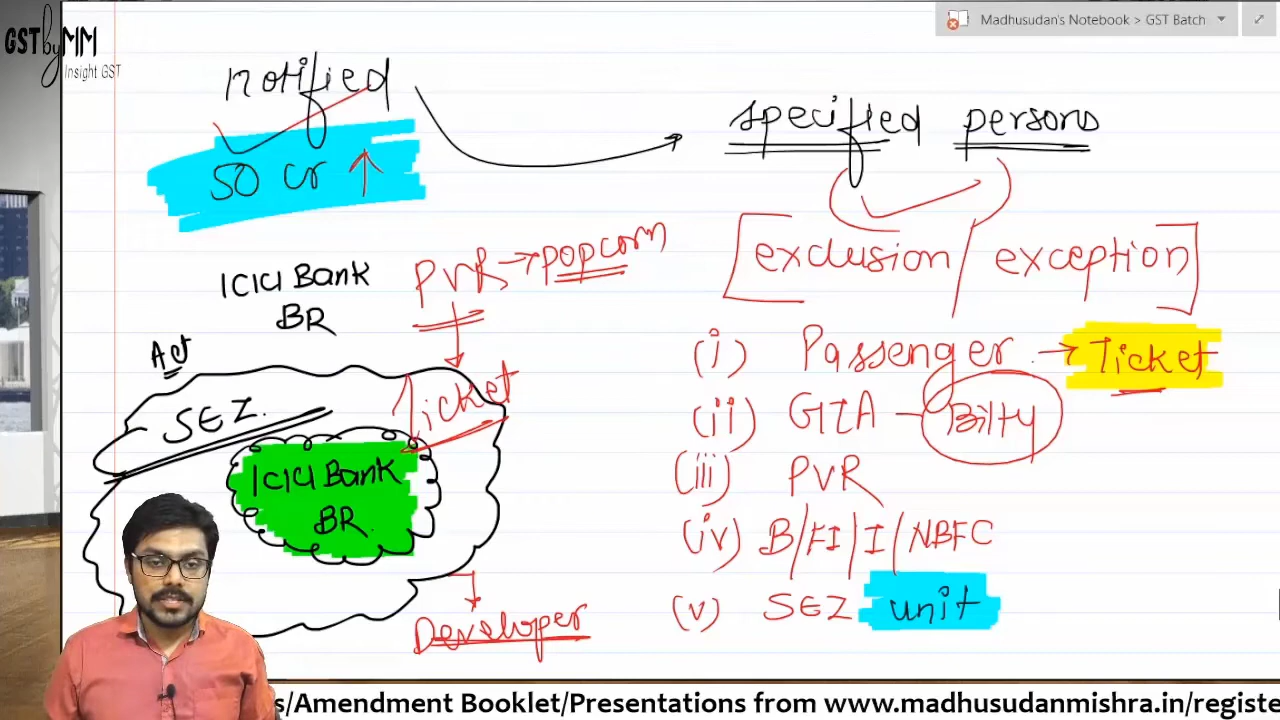 GST by MM
Insight GST
Madhusudan's Notebook > GST Batch
notified
50 cr ↑
specified persons
exclusion / exception
PVR → popcorn
Ticket
ICICI Bank
BR
Act
SEZ.
ICICI Bank
BR.
Developer
(i) Passenger → Ticket
(ii) GTA - Bilty
(iii) PVR
(iv) B/FI/I/NBFC
(v) SEZ unit
s/Amendment Booklet/Presentations from www.madhusudanmishra.in/registe